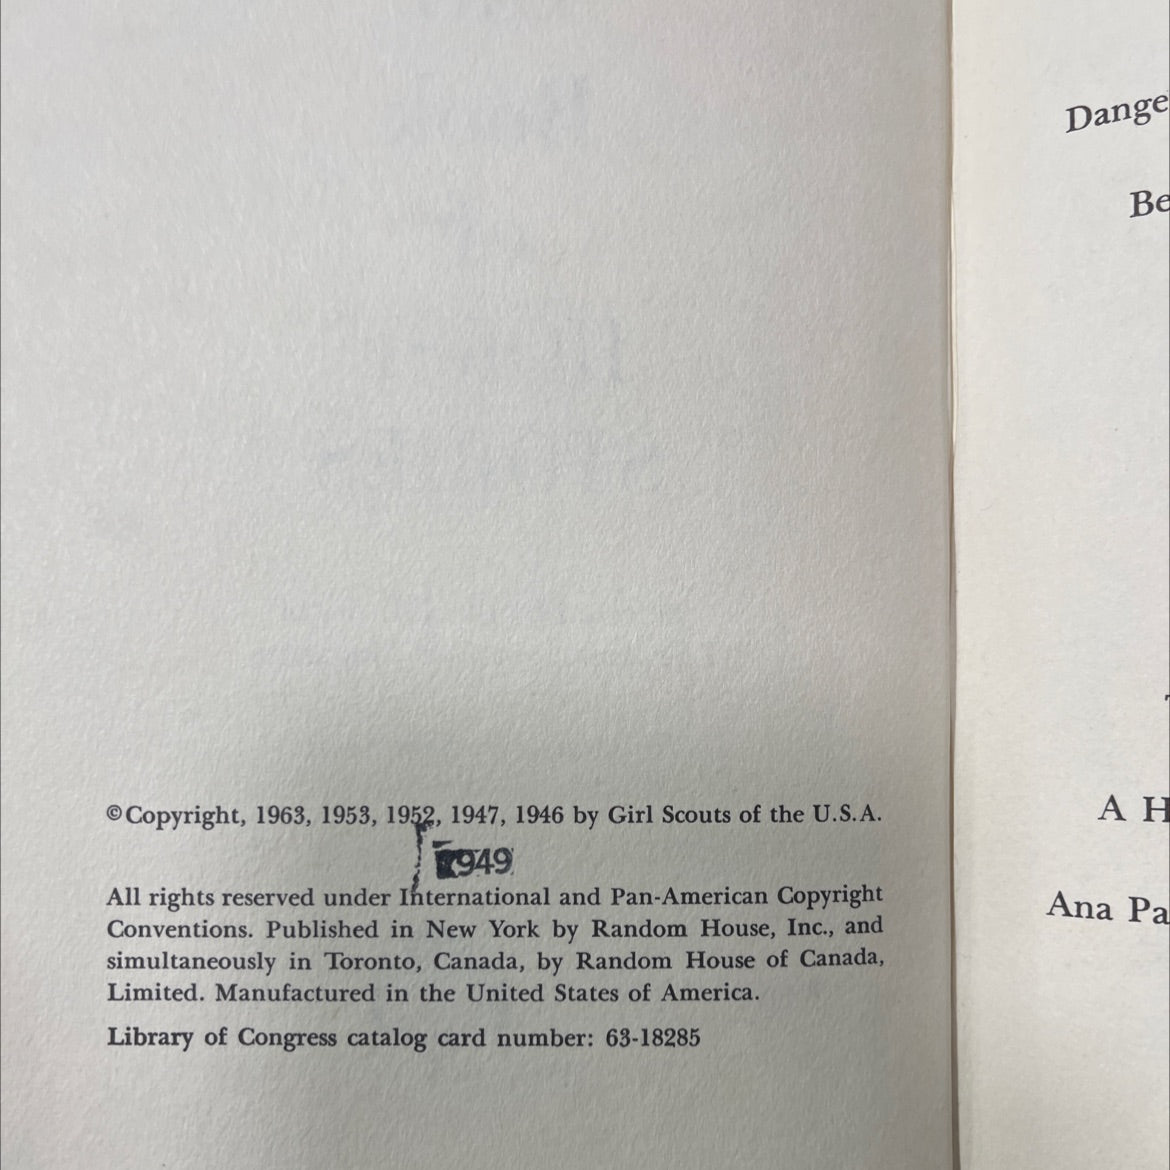 ©Copyright, 1963, 1953, 1952, 1947, 1946 by Girl Scouts of the U.S.A.
949
All rights reserved under International and Pan-American Copyright
Conventions. Published in New York by Random House, Inc., and
simultaneously in Toronto, Canada, by Random House of Canada,
Limited. Manufactured in the United States of America.
Library of Congress catalog card number: 63-18285
Dange
Be
A H
Ana Pa